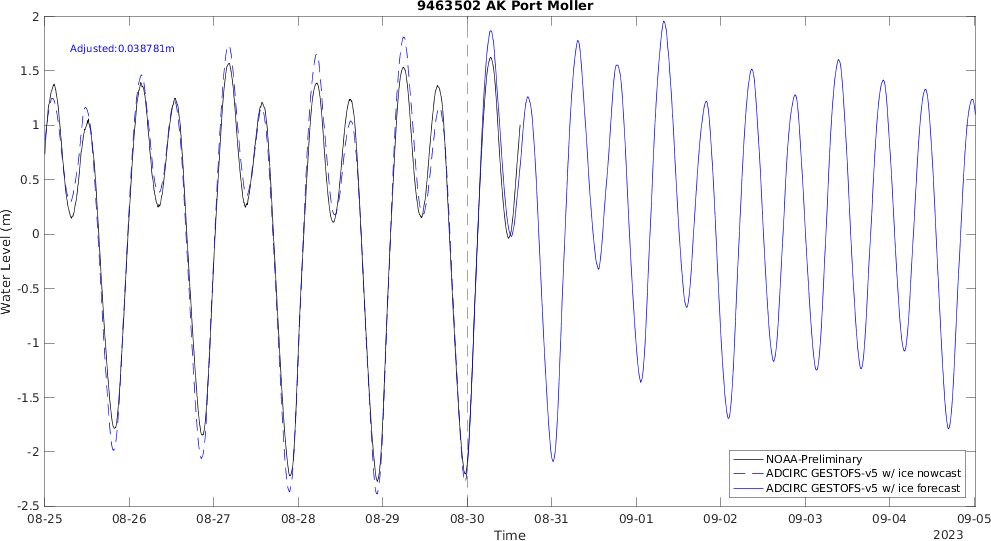 9463502 AK Port Moller
Adjusted:0.038781m
Water Level (m)
2
1.5
1
0.5
0
-0.5
-1
-1.5
-2
-2.5
NOAA-Preliminary
ADCIRC GESTOFS-v5 w/ ice nowcast
ADCIRC GESTOFS-v5 w/ ice forecast
08-25 08-26 08-27 08-28 08-29 08-30 08-31 09-01 09-02 09-03 09-04 09-05
Time
2023